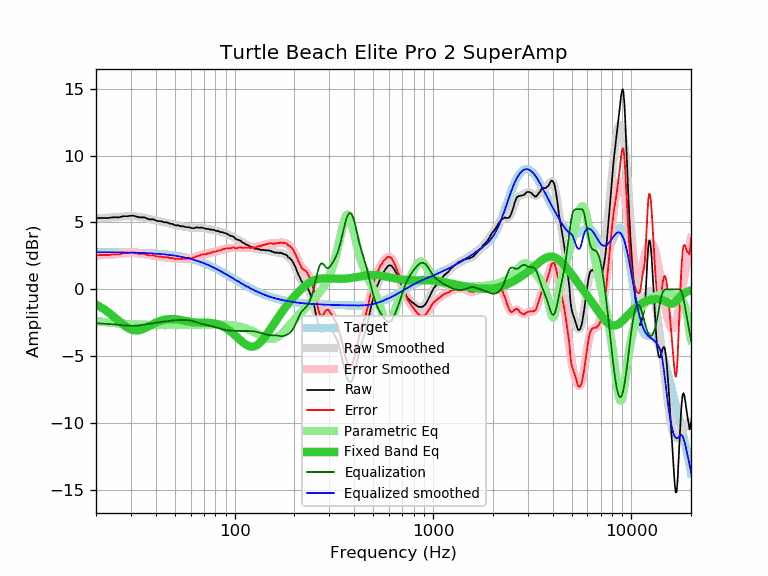 Turtle Beach Elite Pro 2 SuperAmp
Amplitude (dBr)
15
10
5
0
−5
−10
−15
Target
Raw Smoothed
Error Smoothed
Raw
Error
Parametric Eq
Fixed Band Eq
Equalization
Equalized smoothed
100
1000
10000
Frequency (Hz)